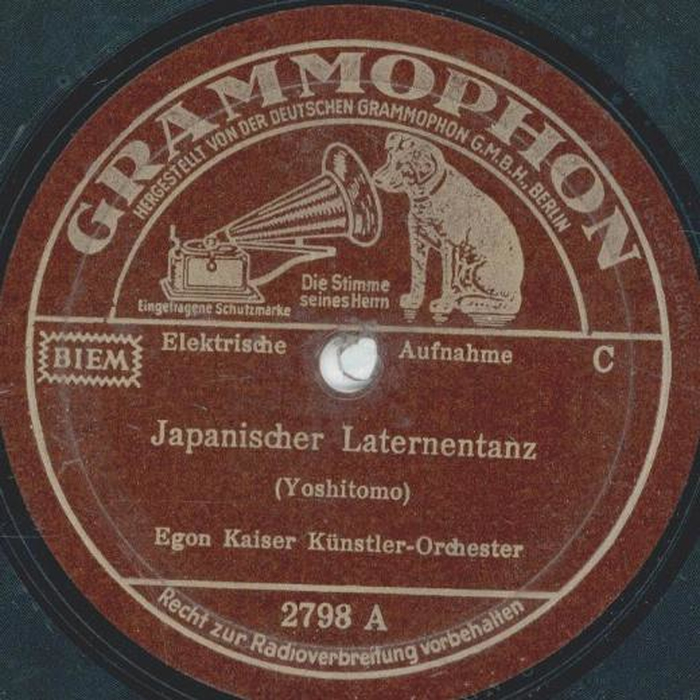 GRAMMOPHON
HERGESTELLT VON DER DEUTSCHEN GRAMMOPHON G.M.B.H., BERLIN
Die Stimme
seines Herrn
Eingetragene Schutzmarke
BIEM
Elektrische Aufnahme
C
Japanischer Laternentanz
(Yoshitomo)
Egon Kaiser Künstler-Orchester
2798 A
Recht zur Radioverbreitung vorbehalten